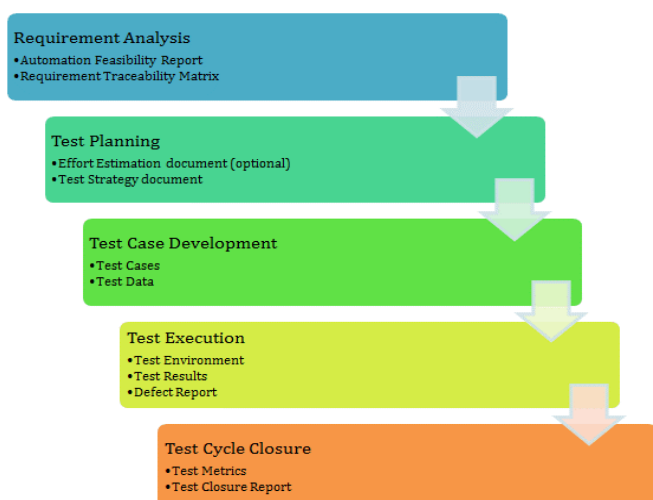 Requirement Analysis
•Automation Feasibility Report
•Requirement Traceability Matrix
Test Planning
•Effort Estimation document (optional)
•Test Strategy document
Test Case Development
•Test Cases
•Test Data
Test Execution
•Test Environment
•Test Results
•Defect Report
Test Cycle Closure
•Test Metrics
•Test Closure Report